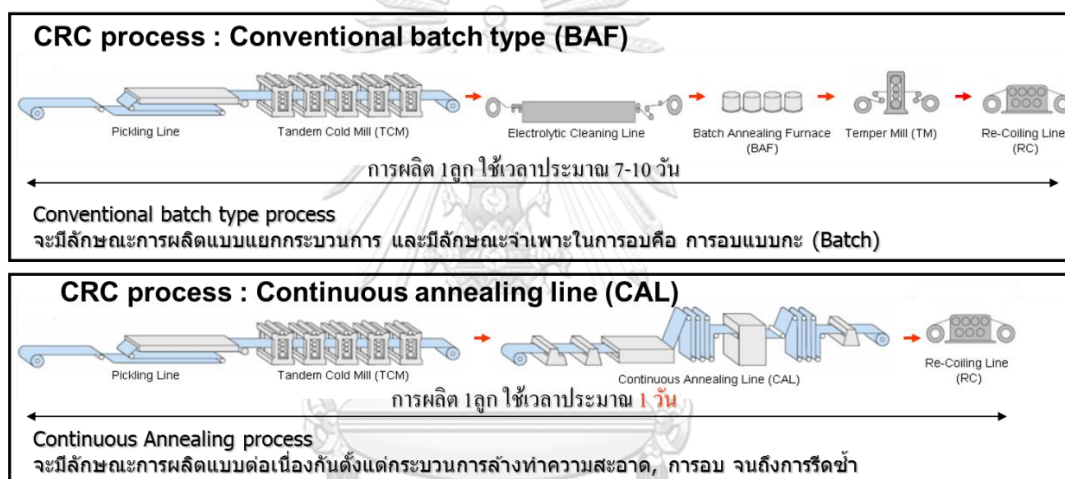 CRC process : Conventional batch type (BAF)
Pickling Line
Tandem Cold Mill (TCM)
Electrolytic Cleaning Line
Batch Annealing Furnace
(BAF)
Temper Mill (TM)
Re-Coiling Line
(RC)
การผลิต 1ลูก ใช้เวลาประมาณ 7-10 วัน
Conventional batch type process
จะมีลักษณะการผลิตแบบแยกกระบวนการ และมีลักษณะจำเพาะในการอบคือ การอบแบบกะ (Batch)
CRC process : Continuous annealing line (CAL)
Pickling Line
Tandem Cold Mill (TCM)
Continuous Annealing Line (CAL)
Re-Coiling Line
(RC)
การผลิต 1ลูก ใช้เวลาประมาณ 1 วัน
Continuous Annealing process
จะมีลักษณะการผลิตแบบต่อเนื่องกันตั้งแต่กระบวนการล้างทำความสะอาด, การอบ จนถึงการรีดซ้ำ